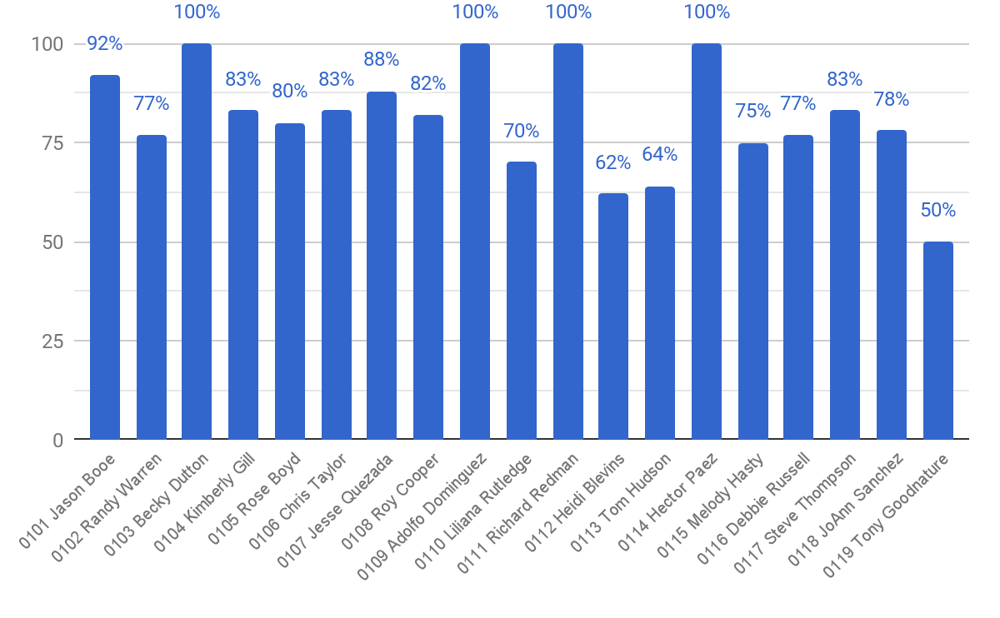 100%
100%
100%
100%
100
92%
88%
83%
83%
83%
82%
80%
78%
77%
77%
75%
75
70%
64%
62%
50%
50
25
0
0101 Jason Booe
0102 Randy Warren
0103 Becky Dutton
0104 Kimberly Gill
0105 Rose Boyd
0106 Chris Taylor
0107 Jesse Quezada
0108 Roy Cooper
0109 Adolfo Dominguez
0110 Liliana Rutledge
0111 Richard Redman
0112 Heidi Blevins
0113 Tom Hudson
0114 Hector Paez
0115 Melody Hasty
0116 Debbie Russell
0117 Steve Thompson
0118 JoAnn Sanchez
0119 Tony Goodnature